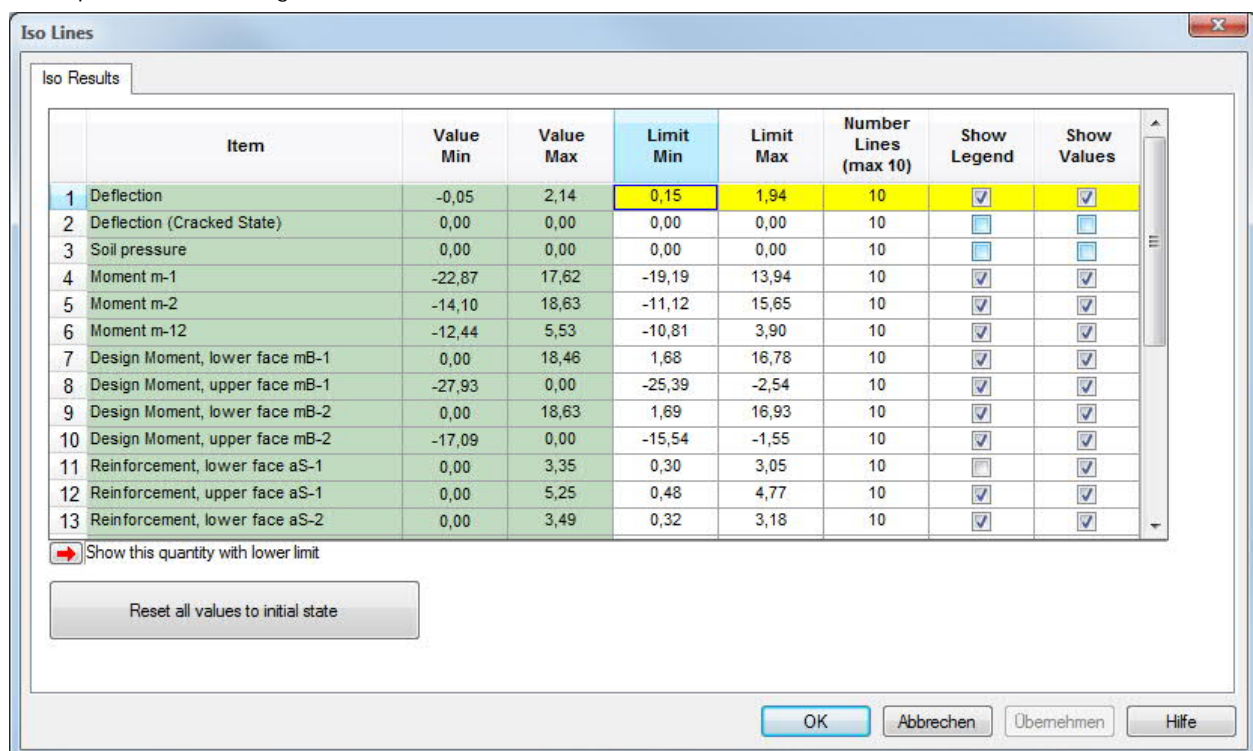 Iso Lines
Iso Results
Item Value Min Value Max Limit Min Limit Max Number Lines (max 10) Show Legend Show Values
1 Deflection -0,05 2,14 0,15 1,94 10
2 Deflection (Cracked State) 0,00 0,00 0,00 0,00 10
3 Soil pressure 0,00 0,00 0,00 0,00 10
4 Moment m-1 -22,87 17,62 -19,19 13,94 10
5 Moment m-2 -14,10 18,63 -11,12 15,65 10
6 Moment m-12 -12,44 5,53 -10,81 3,90 10
7 Design Moment, lower face mB-1 0,00 18,46 1,68 16,78 10
8 Design Moment, upper face mB-1 -27,93 0,00 -25,39 -2,54 10
9 Design Moment, lower face mB-2 0,00 18,63 1,69 16,93 10
10 Design Moment, upper face mB-2 -17,09 0,00 -15,54 -1,55 10
11 Reinforcement, lower face aS-1 0,00 3,35 0,30 3,05 10
12 Reinforcement, upper face aS-1 0,00 5,25 0,48 4,77 10
13 Reinforcement, lower face aS-2 0,00 3,49 0,32 3,18 10
Show this quantity with lower limit
Reset all values to initial state
OK Abbrechen Übernehmen Hilfe